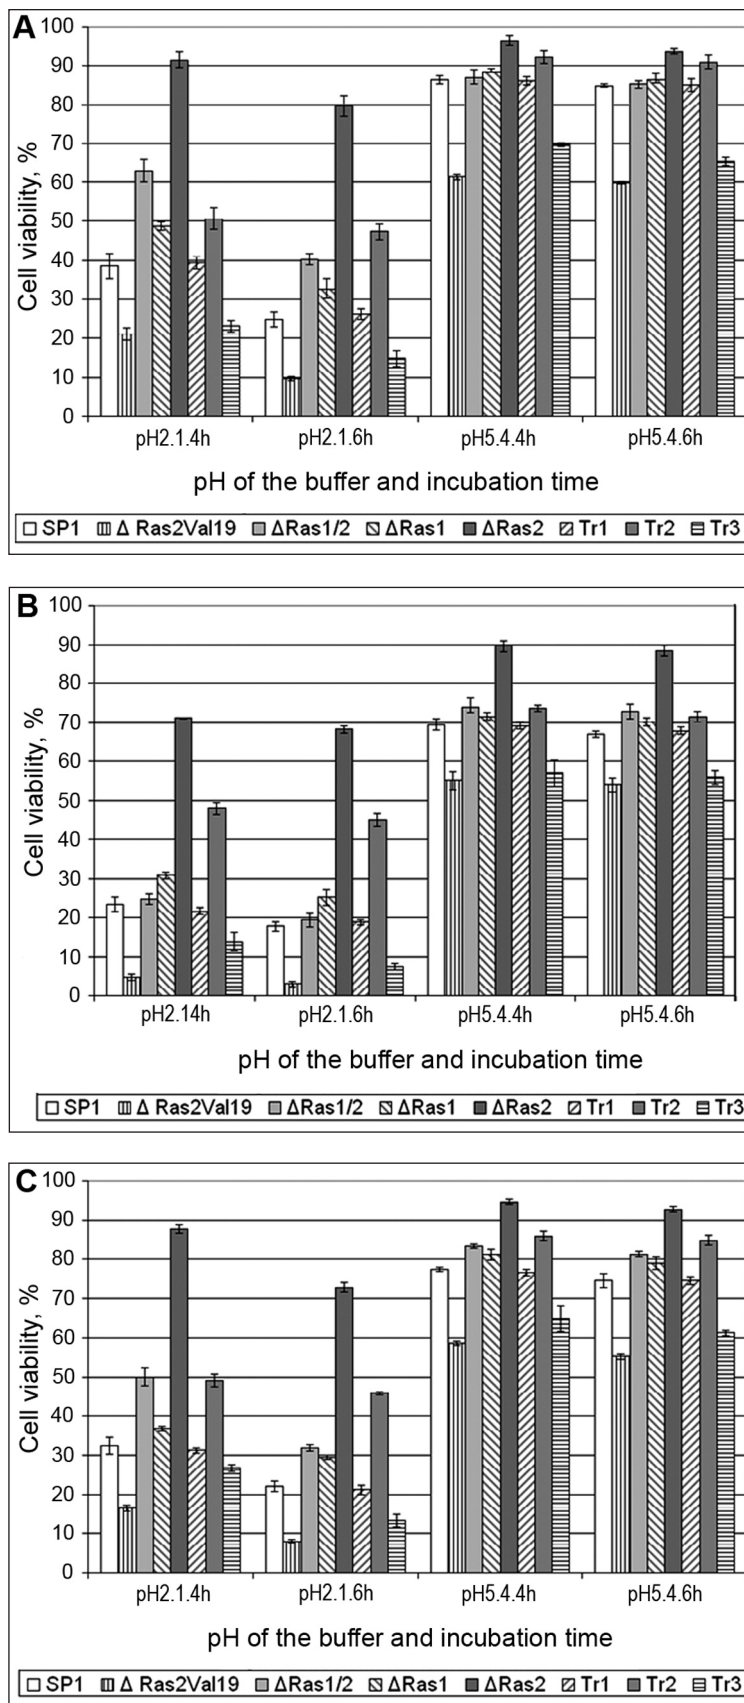 A
100
90
80
70
60
50
40
30
20
10
0
Cell viability, %
pH2.1.4h pH2.1.6h pH5.4.4h pH5.4.6h
pH of the buffer and incubation time
SP1 Δ Ras2Val19 ΔRas1/2 ΔRas1 ΔRas2 Tr1 Tr2 Tr3
B
100
90
80
70
60
50
40
30
20
10
0
Cell viability, %
pH2.14h pH2.1.6h pH5.4.4h pH5.4.6h
pH of the buffer and incubation time
SP1 Δ Ras2Val19 ΔRas1/2 ΔRas1 ΔRas2 Tr1 Tr2 Tr3
C
100
90
80
70
60
50
40
30
20
10
0
Cell viability, %
pH2.1.4h pH2.1.6h pH5.4.4h pH5.4.6h
pH of the buffer and incubation time
SP1 Δ Ras2Val19 ΔRas1/2 ΔRas1 ΔRas2 Tr1 Tr2 Tr3